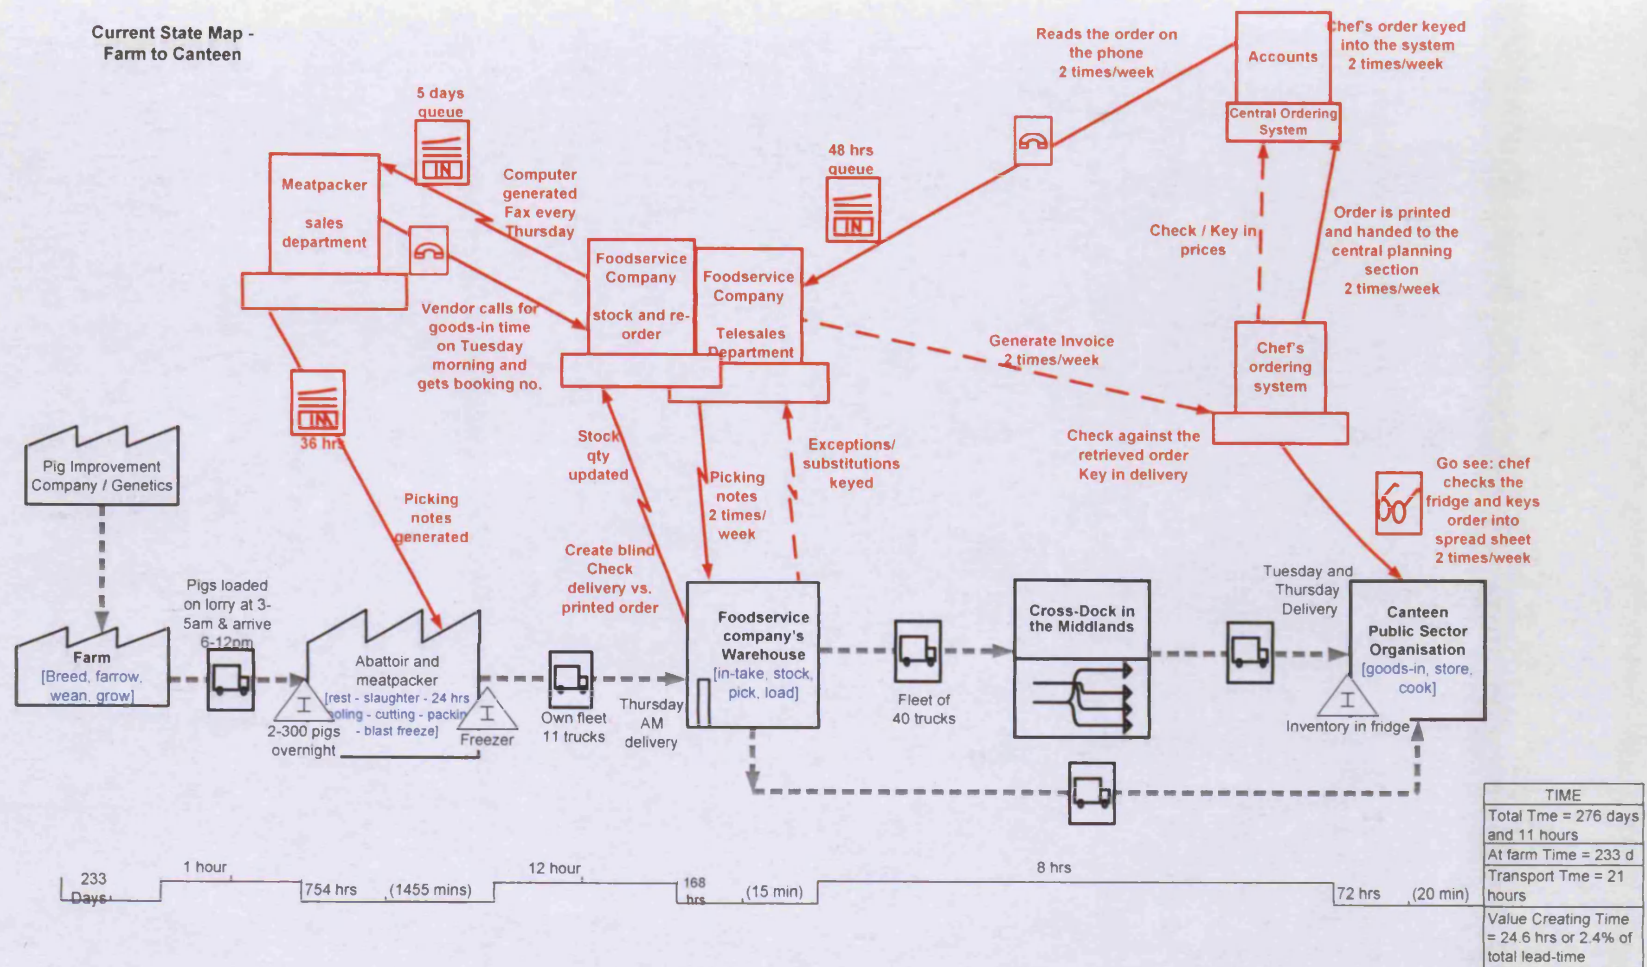 Current State Map -
Farm to Canteen
Reads the order on
the phone
2 times/week
Accounts
Central Ordering
System
Chef's order keyed
into the system
2 times/week
5 days
queue
IN
Meatpacker
sales
department
Computer
generated
Fax every
Thursday
48 hrs
queue
IN
Check / Key in
prices
Order is printed
and handed to the
central planning
section
2 times/week
Foodservice
Company
stock and re-
order
Foodservice
Company
Telesales
Department
Vendor calls for
goods-in time
on Tuesday
morning and
gets booking no.
Generate Invoice
2 times/week
Chef's
ordering
system
IN
36 hrs
Stock
qty
updated
Picking
notes
2 times/
week
Exceptions/
substitutions
keyed
Check against the
retrieved order
Key in delivery
Go see: chef
checks the
fridge and keys
order into
spread sheet
2 times/week
Pig Improvement
Company / Genetics
Picking
notes
generated
Create blind
Check
delivery vs.
printed order
Pigs loaded
on lorry at 3-
5am & arrive
6-12pm
Farm
[Breed, farrow,
wean, grow]
I
2-300 pigs
overnight
Abattoir and
meatpacker
[rest - slaughter - 24 hrs
cooling - cutting - packing
- blast freeze]
I
Freezer
Own fleet
11 trucks
Thursday
AM
delivery
Foodservice
company's
Warehouse
[in-take, stock,
pick, load]
Fleet of
40 trucks
Cross-Dock in
the Middlands
Tuesday and
Thursday
Delivery
Canteen
Public Sector
Organisation
[goods-in, store,
cook]
I
Inventory in fridge
233
Days
1 hour
754 hrs (1455 mins)
12 hour
168
hrs
(15 min)
8 hrs
72 hrs (20 min)
TIME
Total Tme = 276 days
and 11 hours
At farm Time = 233 d
Transport Tme = 21
hours
Value Creating Time
= 24.6 hrs or 2.4% of
total lead-time